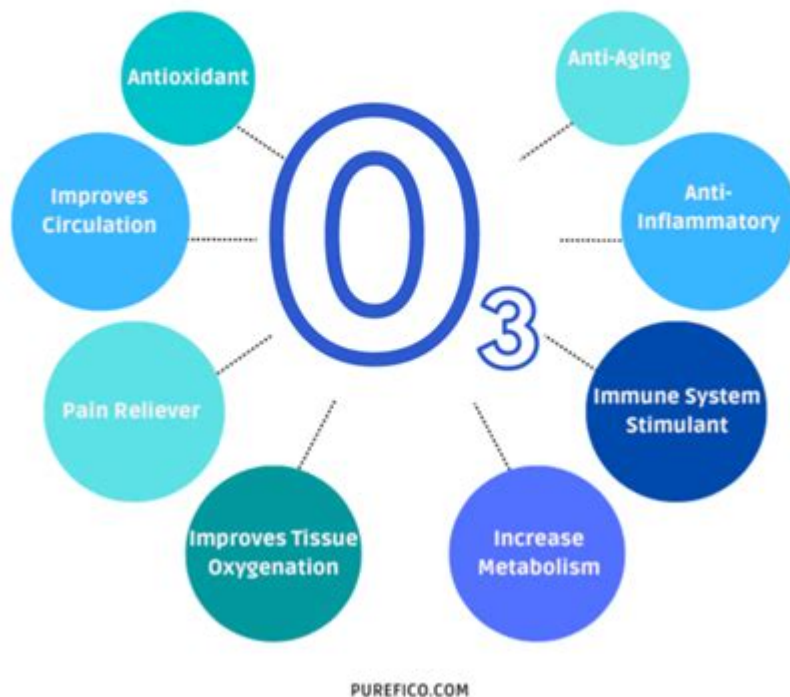 Antioxidant
Anti-Aging
Improves
Circulation
Anti-
Inflammatory
O3
Pain Reliever
Immune System
Stimulant
Improves Tissue
Oxygenation
Increase
Metabolism
PUREFICO.COM